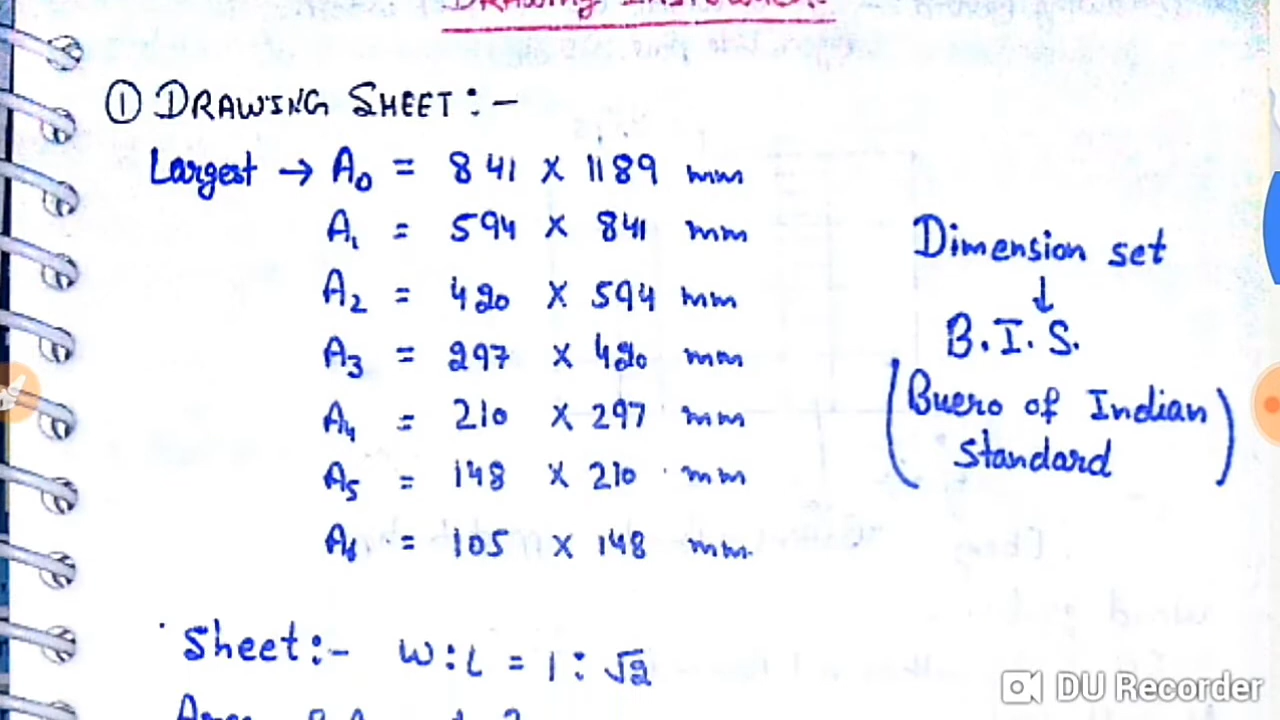 ① DRAWING SHEET :-
Largest → A0 = 841 X 1189 mm
A1 = 594 X 841 mm
A2 = 420 X 594 mm
A3 = 297 X 420 mm
A4 = 210 X 297 mm
A5 = 148 X 210 mm
A6 = 105 X 148 mm.
Dimension set
↓
B.I.S.
(Buero of Indian
Standard)
Sheet:- W:L = 1:√2
DU Recorder